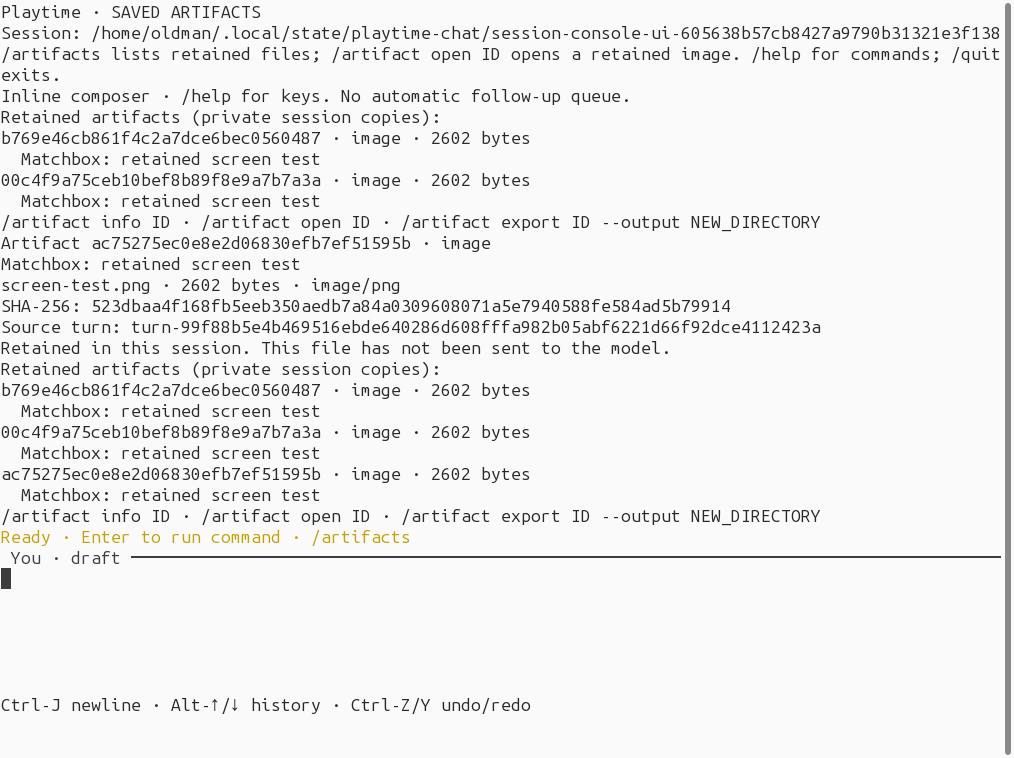 Playtime · SAVED ARTIFACTS
Session: /home/oldman/.local/state/playtime-chat/session-console-ui-605638b57cb8427a9790b31321e3f138
/artifacts lists retained files; /artifact open ID opens a retained image. /help for commands; /quit
exits.
Inline composer · /help for keys. No automatic follow-up queue.
Retained artifacts (private session copies):
b769e46cb861f4c2a7dce6bec0560487 · image · 2602 bytes
  Matchbox: retained screen test
00c4f9a75ceb10bef8b89f8e9a7b7a3a · image · 2602 bytes
  Matchbox: retained screen test
/artifact info ID · /artifact open ID · /artifact export ID --output NEW_DIRECTORY
Artifact ac75275ec0e8e2d06830efb7ef51595b · image
Matchbox: retained screen test
screen-test.png · 2602 bytes · image/png
SHA-256: 523dbaa4f168fb5eeb350aedb7a84a0309608071a5e7940588fe584ad5b79914
Source turn: turn-99f88b5e4b469516ebde640286d608fffa982b05abf6221d66f92dce4112423a
Retained in this session. This file has not been sent to the model.
Retained artifacts (private session copies):
b769e46cb861f4c2a7dce6bec0560487 · image · 2602 bytes
  Matchbox: retained screen test
00c4f9a75ceb10bef8b89f8e9a7b7a3a · image · 2602 bytes
  Matchbox: retained screen test
ac75275ec0e8e2d06830efb7ef51595b · image · 2602 bytes
  Matchbox: retained screen test
/artifact info ID · /artifact open ID · /artifact export ID --output NEW_DIRECTORY
Ready · Enter to run command · /artifacts
You · draft
Ctrl-J newline · Alt-↑/↓ history · Ctrl-Z/Y undo/redo